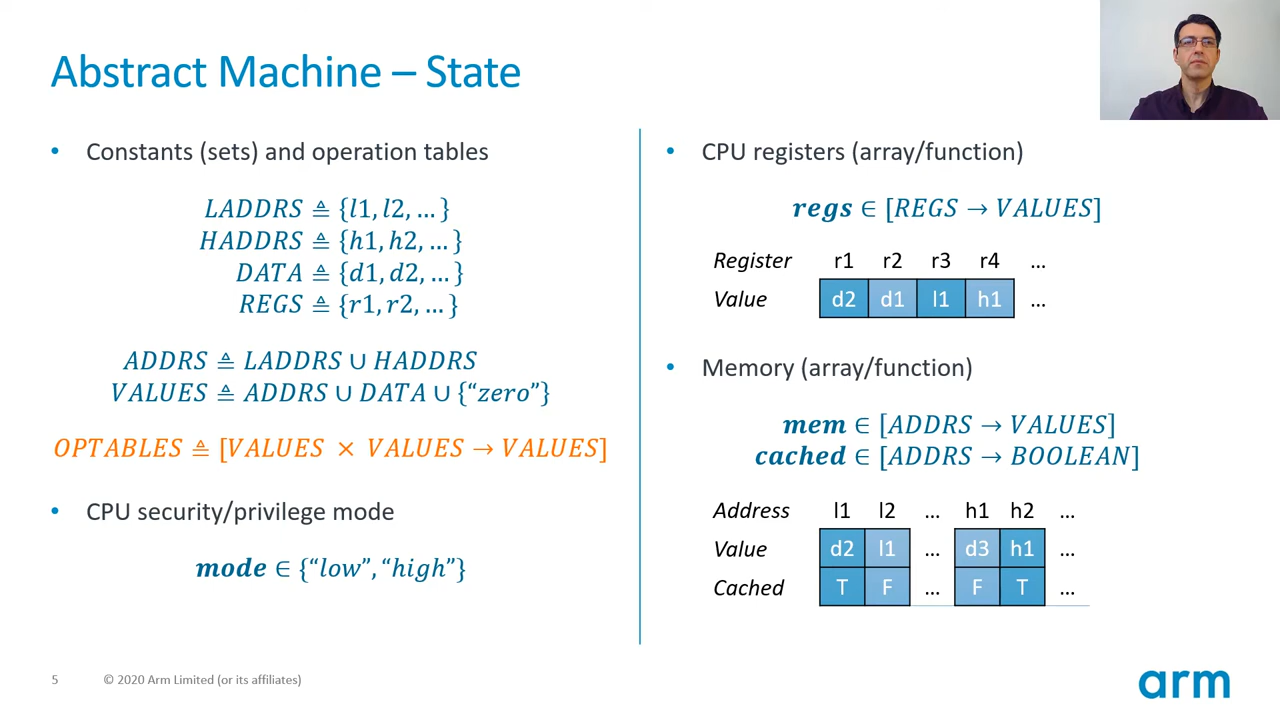 Abstract Machine – State
• Constants (sets) and operation tables
LADDRS ≜ {l1, l2, … }
HADDRS ≜ {h1, h2, … }
DATA ≜ {d1, d2, … }
REGS ≜ {r1, r2, … }
ADDRS ≜ LADDRS ∪ HADDRS
VALUES ≜ ADDRS ∪ DATA ∪ {“zero”}
OPTABLES ≜ [VALUES × VALUES → VALUES]
• CPU security/privilege mode
mode ∈ {“low”, “high”}
• CPU registers (array/function)
regs ∈ [REGS → VALUES]
Register r1 r2 r3 r4 …
Value d2 d1 l1 h1 …
• Memory (array/function)
mem ∈ [ADDRS → VALUES]
cached ∈ [ADDRS → BOOLEAN]
Address l1 l2 … h1 h2 …
Value d2 l1 … d3 h1 …
Cached T F … F T …
5 © 2020 Arm Limited (or its affiliates)
arm